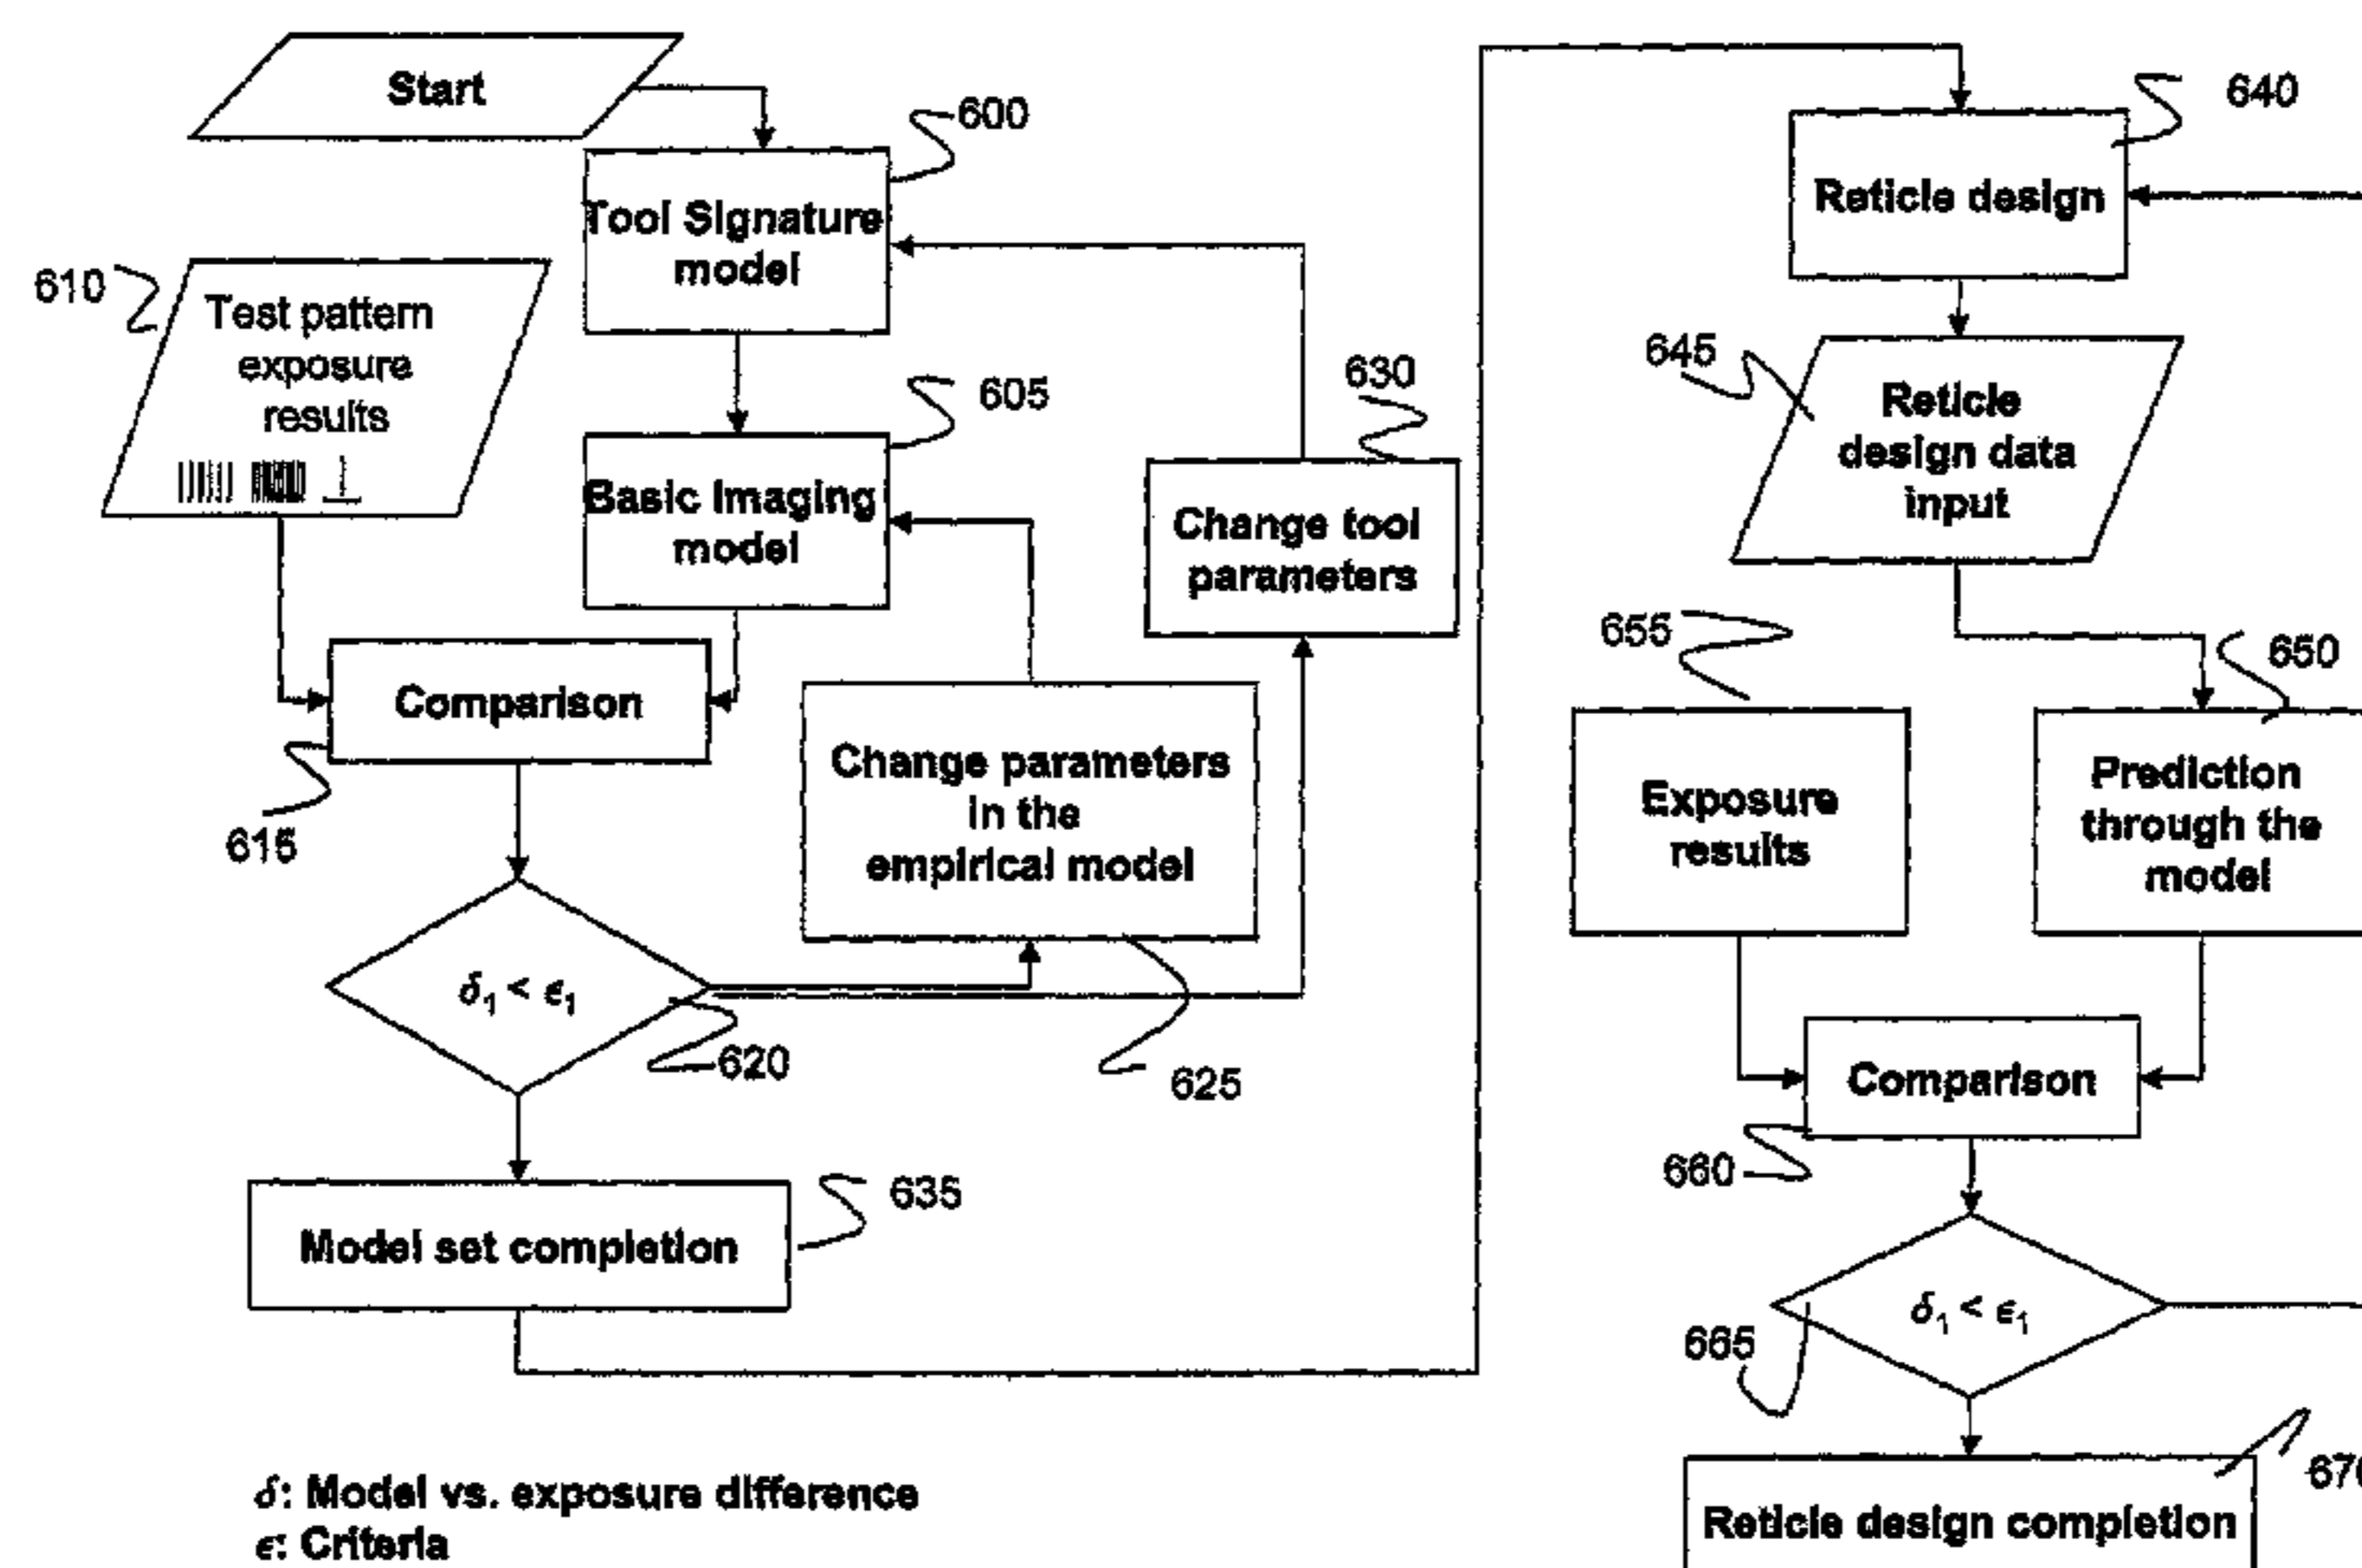 Start
600
Tool Signature
model
610
Test pattern
exposure
results
605
Basic Imaging
model
630
Change tool
parameters
Comparison
615
Change parameters
in the
empirical model
δ₁ < ϵ₁
620
625
Model set completion
635
δ: Model vs. exposure difference
ϵ: Criteria
640
Reticle design
645
Reticle
design data
input
655
650
Exposure
results
Prediction
through the
model
Comparison
660
δ₁ < ϵ₁
665
Reticle design completion